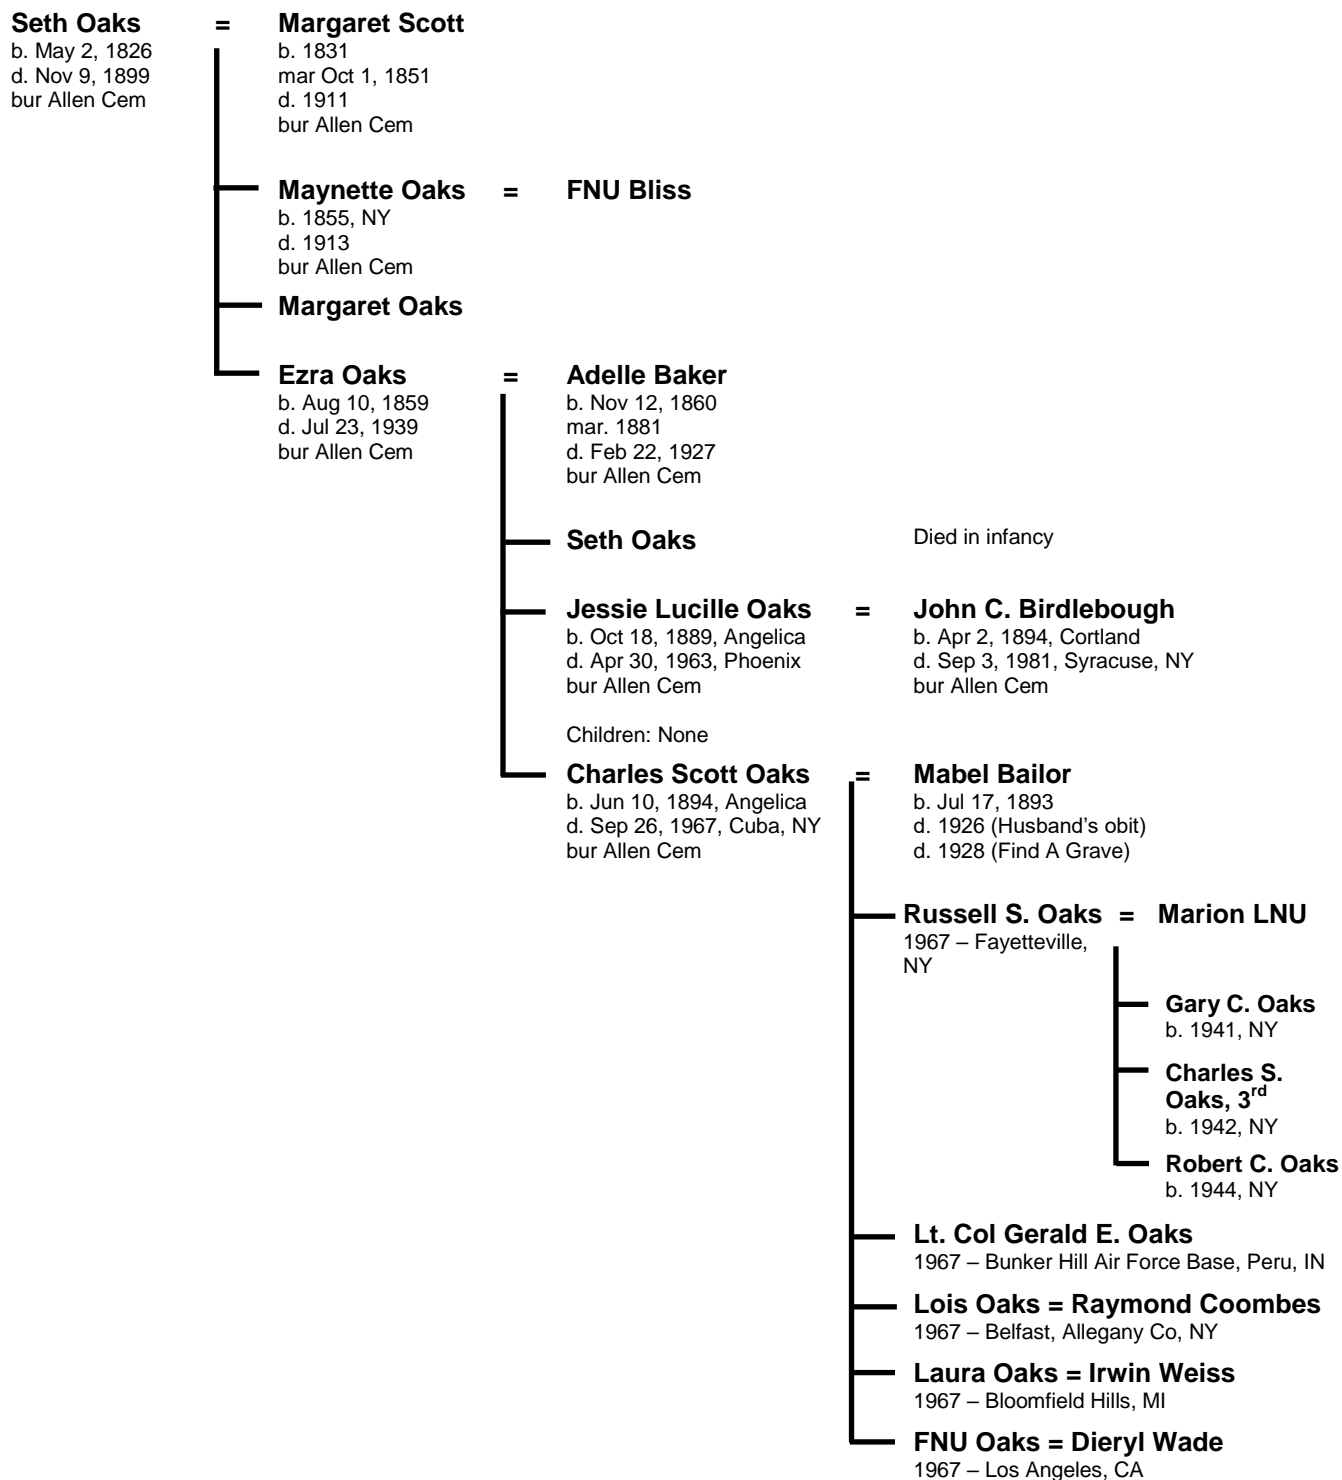 Seth Oaks = Margaret Scott
b. May 2, 1826
d. Nov 9, 1899
bur Allen Cem
b. 1831
mar Oct 1, 1851
d. 1911
bur Allen Cem
Maynette Oaks = FNU Bliss
b. 1855, NY
d. 1913
bur Allen Cem
Margaret Oaks
Ezra Oaks = Adelle Baker
b. Aug 10, 1859
d. Jul 23, 1939
bur Allen Cem
b. Nov 12, 1860
mar. 1881
d. Feb 22, 1927
bur Allen Cem
Seth Oaks Died in infancy
Jessie Lucille Oaks = John C. Birdlebough
b. Oct 18, 1889, Angelica
d. Apr 30, 1963, Phoenix
bur Allen Cem
b. Apr 2, 1894, Cortland
d. Sep 3, 1981, Syracuse, NY
bur Allen Cem
Children: None
Charles Scott Oaks = Mabel Bailor
b. Jun 10, 1894, Angelica
d. Sep 26, 1967, Cuba, NY
bur Allen Cem
b. Jul 17, 1893
d. 1926 (Husband's obit)
d. 1928 (Find A Grave)
Russell S. Oaks = Marion LNU
1967 – Fayetteville,
NY
Gary C. Oaks
b. 1941, NY
Charles S.
Oaks, 3rd
b. 1942, NY
Robert C. Oaks
b. 1944, NY
Lt. Col Gerald E. Oaks
1967 – Bunker Hill Air Force Base, Peru, IN
Lois Oaks = Raymond Coombes
1967 – Belfast, Allegany Co, NY
Laura Oaks = Irwin Weiss
1967 – Bloomfield Hills, MI
FNU Oaks = Dieryl Wade
1967 – Los Angeles, CA